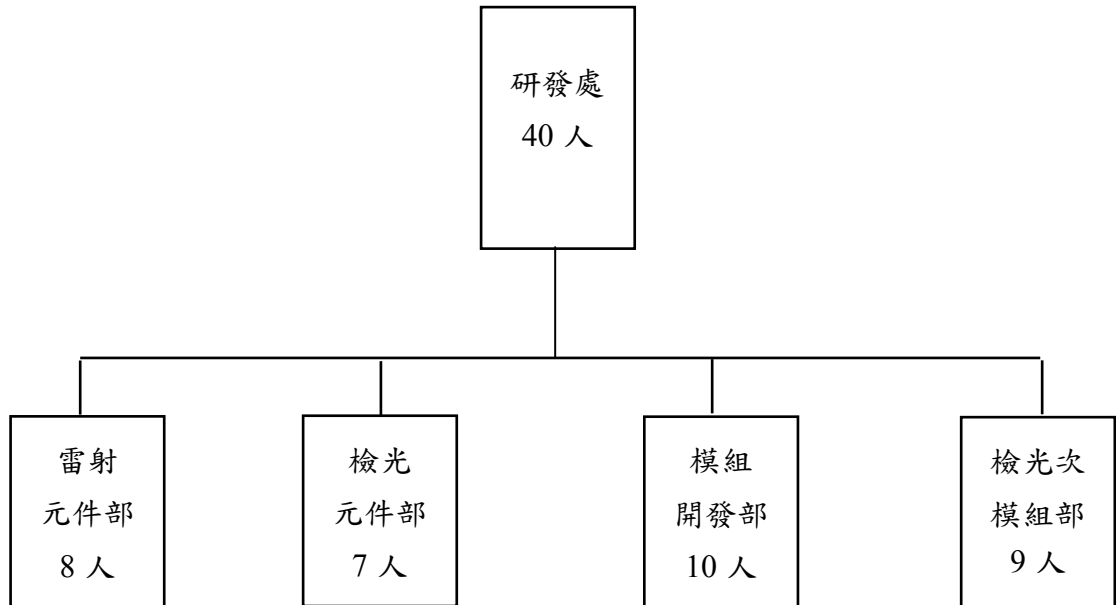 研發處
40 人
雷射
元件部
8 人
檢光
元件部
7 人
模組
開發部
10 人
檢光次
模組部
9 人